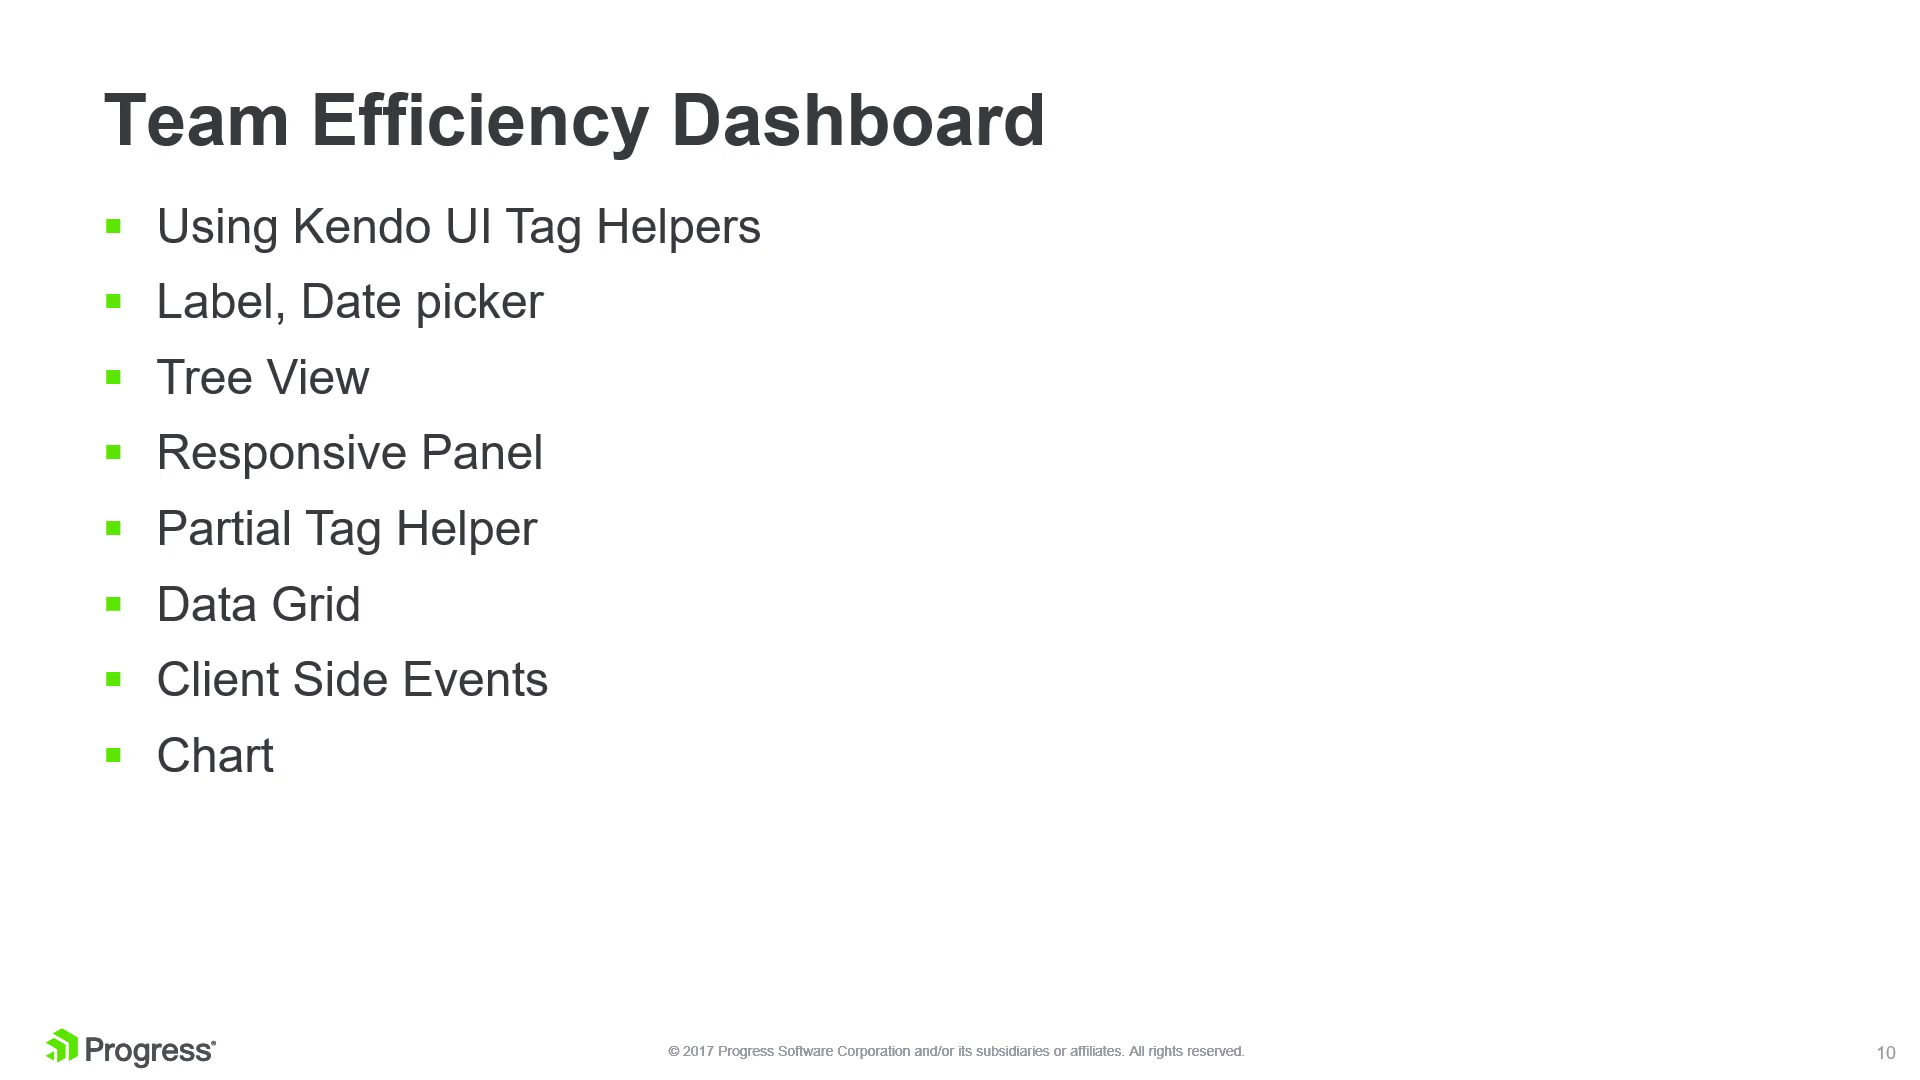 Team Efficiency Dashboard
▪ Using Kendo UI Tag Helpers
▪ Label, Date picker
▪ Tree View
▪ Responsive Panel
▪ Partial Tag Helper
▪ Data Grid
▪ Client Side Events
▪ Chart
Progress®
© 2017 Progress Software Corporation and/or its subsidiaries or affiliates. All rights reserved.
10